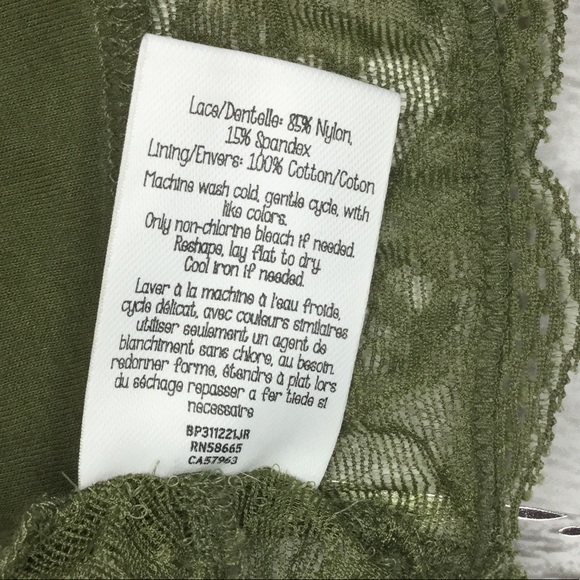 Lace/Dentelle: 85% Nylon,
15% Spandex
Lining/Envers: 100% Cotton/Coton
Machine wash cold, gentle cycle, with
like colors.
Only non-chlorine bleach if needed.
Reshape, lay flat to dry.
Cool iron if needed.
Laver à la machine à l'eau froide,
cycle délicat, avec couleurs similaires
utiliser seulement un agent de
blanchiment sans chlore, au besoin.
redonner forme, étendre à plat lors
du séchage repasser a fer tiede si
necessaire
BP311221JR
RN58665
CA57963